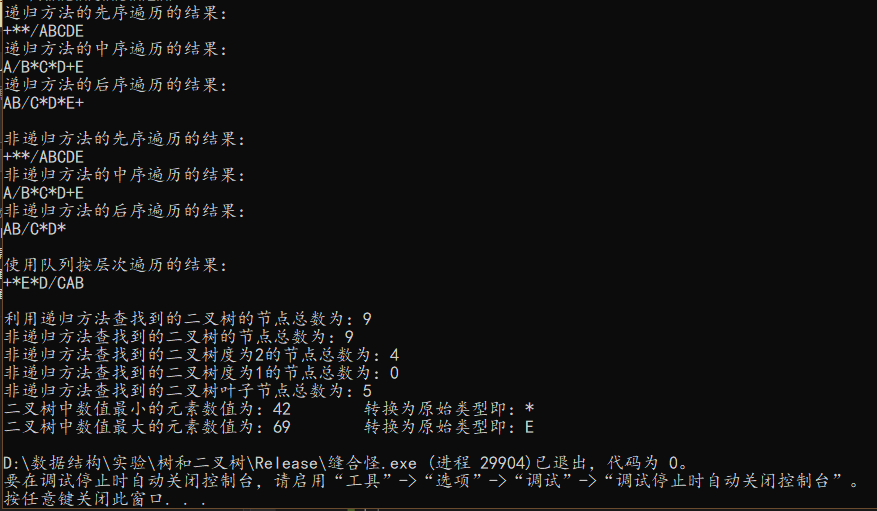 递归方法的先序遍历的结果:
+**/ABCDE
递归方法的中序遍历的结果:
A/B*C*D+E
递归方法的后序遍历的结果:
AB/C*D*E+
非递归方法的先序遍历的结果:
+**/ABCDE
非递归方法的中序遍历的结果:
A/B*C*D+E
非递归方法的后序遍历的结果:
AB/C*D*
使用队列按层次遍历的结果:
+*E*D/CAB
利用递归方法查找到的二叉树的节点总数为: 9
非递归方法查找到的二叉树的节点总数为: 9
非递归方法查找到的二叉树度为2的节点总数为: 4
非递归方法查找到的二叉树度为1的节点总数为: 0
非递归方法查找到的二叉树叶子节点总数为: 5
二叉树中数值最小的元素数值为: 42 转换为原始类型即: *
二叉树中数值最大的元素数值为: 69 转换为原始类型即: E
D:\数据结构\实验\树和二叉树\Release\缝合怪.exe (进程 29904)已退出，代码为 0。
要在调试停止时自动关闭控制台，请启用“工具”->“选项”->“调试”->“调试停止时自动关闭控制台”。
按任意键关闭此窗口. . .